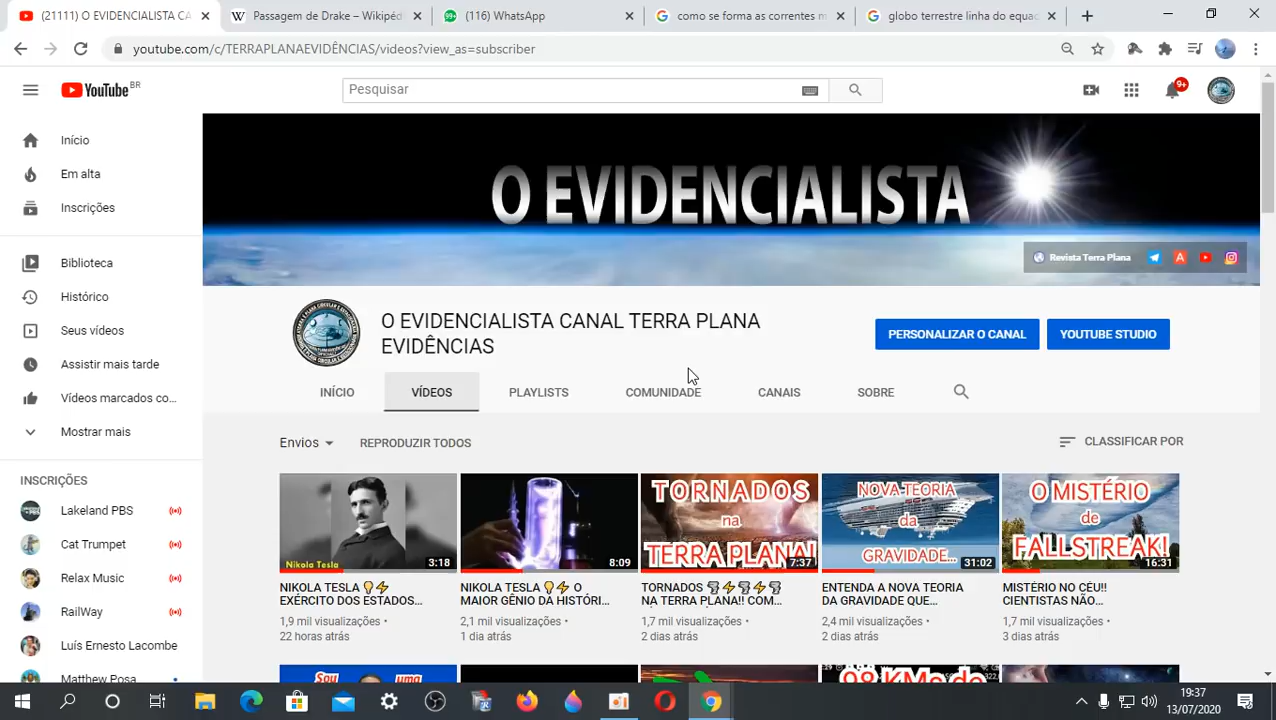 (21111) O EVIDENCIALISTA CA
Passagem de Drake – Wikipéd
(116) WhatsApp
como se forma as correntes m
globo terrestre linha do equac
youtube.com/c/TERRAPLANAEVIDÊNCIAS/videos?view_as=subscriber
YouTube BR
Pesquisar
9+
Início
Em alta
Inscrições
Biblioteca
Histórico
Seus vídeos
Assistir mais tarde
Vídeos marcados co...
Mostrar mais
INSCRIÇÕES
Lakeland PBS
Cat Trumpet
Relax Music
RailWay
Luís Ernesto Lacombe
Matthew Posa
O EVIDENCIALISTA
Revista Terra Plana
O EVIDENCIALISTA CANAL TERRA PLANA
EVIDÊNCIAS
PERSONALIZAR O CANAL
YOUTUBE STUDIO
INÍCIO
VÍDEOS
PLAYLISTS
COMUNIDADE
CANAIS
SOBRE
Envios
REPRODUZIR TODOS
CLASSIFICAR POR
Nikola Tesla
3:18
NIKOLA TESLA 💡⚡
EXÉRCITO DOS ESTADOS...
1,9 mil visualizações •
22 horas atrás
8:09
NIKOLA TESLA 💡⚡ O
MAIOR GÊNIO DA HISTÓRI...
2,1 mil visualizações •
1 dia atrás
TORNADOS
na
TERRA PLANA!
7:37
TORNADOS 🌪⚡🌪⚡🌪
NA TERRA PLANA!! COM...
1,7 mil visualizações •
2 dias atrás
NOVA TEORIA
da
GRAVIDADE...
31:02
ENTENDA A NOVA TEORIA
DA GRAVIDADE QUE...
2,4 mil visualizações •
2 dias atrás
O MISTÉRIO
de
FALLSTREAK!
16:31
MISTÉRIO NO CÉU!!
CIENTISTAS NÃO...
1,7 mil visualizações •
3 dias atrás
Sou
uma
98 KMs de
19:37
13/07/2020